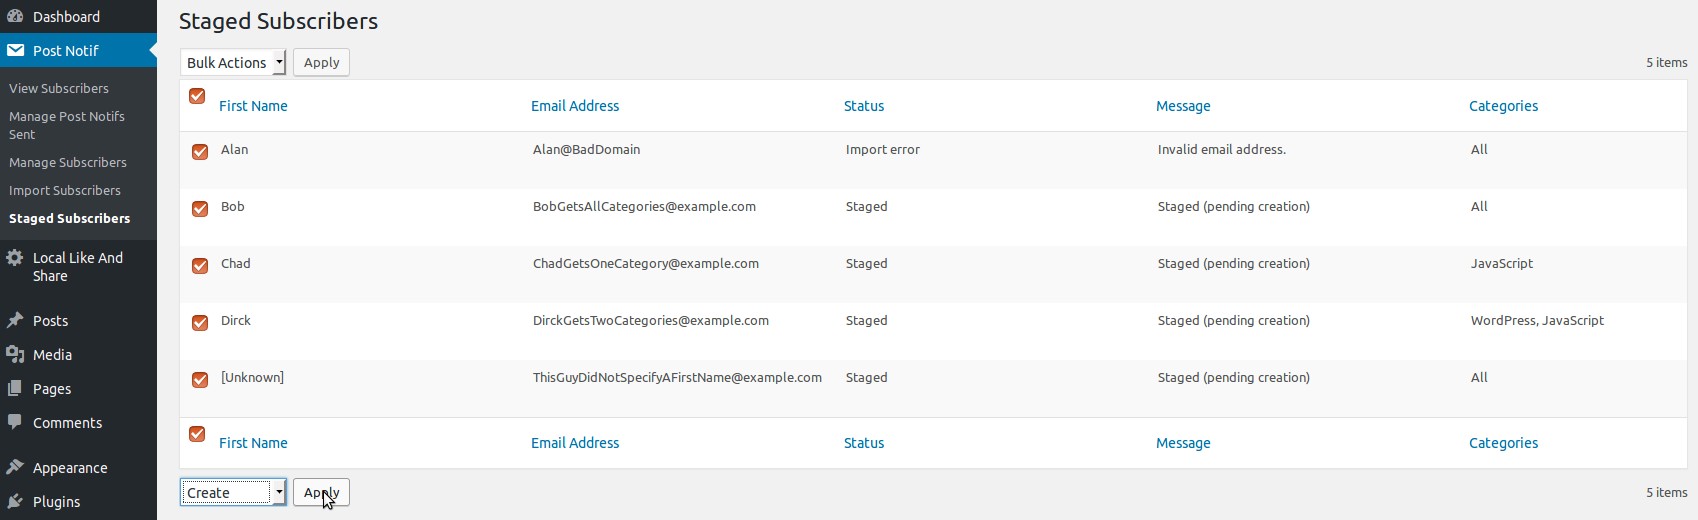 Dashboard
Post Notif
View Subscribers
Manage Post Notifs
Sent
Manage Subscribers
Import Subscribers
Staged Subscribers
Local Like And
Share
Posts
Media
Pages
Comments
Appearance
Plugins
Staged Subscribers
Bulk Actions Apply 5 items
First Name Email Address Status Message Categories
Alan Alan@BadDomain Import error Invalid email address. All
Bob BobGetsAllCategories@example.com Staged Staged (pending creation) All
Chad ChadGetsOneCategory@example.com Staged Staged (pending creation) JavaScript
Dirck DirckGetsTwoCategories@example.com Staged Staged (pending creation) WordPress, JavaScript
[Unknown] ThisGuyDidNotSpecifyAFirstName@example.com Staged Staged (pending creation) All
First Name Email Address Status Message Categories
Create Apply 5 items